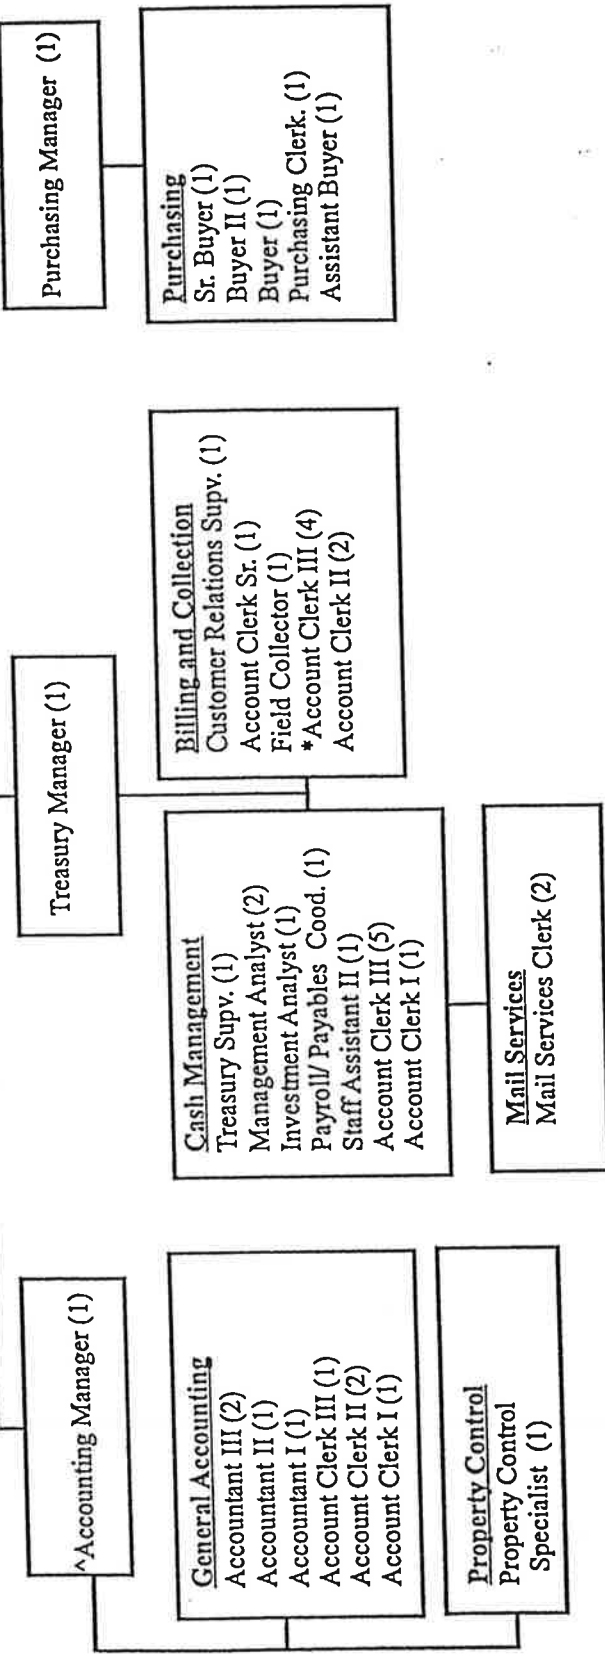 ^Accounting Manager (1)
General Accounting
Accountant III (2)
Accountant II (1)
Accountant I (1)
Account Clerk III (1)
Account Clerk II (2)
Account Clerk I (1)
Property Control
Property Control
Specialist (1)
Treasury Manager (1)
Cash Management
Treasury Supv. (1)
Management Analyst (2)
Investment Analyst (1)
Payroll/ Payables Cood. (1)
Staff Assistant II (1)
Account Clerk III (5)
Account Clerk I (1)
Mail Services
Mail Services Clerk (2)
Billing and Collection
Customer Relations Supv. (1)
Account Clerk Sr. (1)
Field Collector (1)
*Account Clerk III (4)
Account Clerk II (2)
Purchasing Manager (1)
Purchasing
Sr. Buyer (1)
Buyer II (1)
Buyer (1)
Purchasing Clerk. (1)
Assistant Buyer (1)